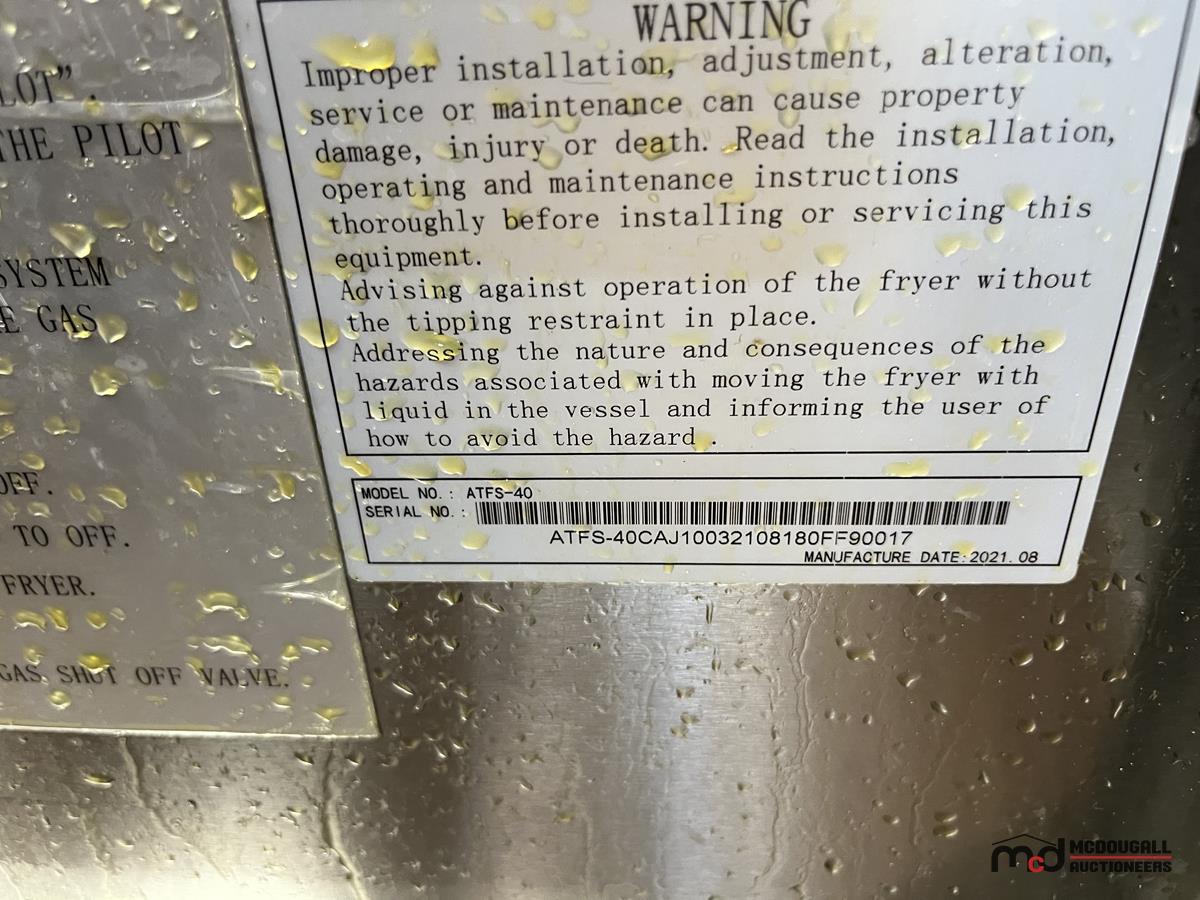 LOT".
THE PILOT
SYSTEM
E GAS
OFF.
TO OFF.
FRYER.
GAS SHUT OFF VALVE.
WARNING
Improper installation, adjustment, alteration,
service or maintenance can cause property
damage, injury or death. Read the installation,
operating and maintenance instructions
thoroughly before installing or servicing this
equipment.
Advising against operation of the fryer without
the tipping restraint in place.
Addressing the nature and consequences of the
hazards associated with moving the fryer with
liquid in the vessel and informing the user of
how to avoid the hazard .
MODEL NO.: ATFS-40
SERIAL NO.:
ATFS-40CAJ10032108180FF90017
MANUFACTURE DATE:2021.08
mcd MCDOUGALL
AUCTIONEERS